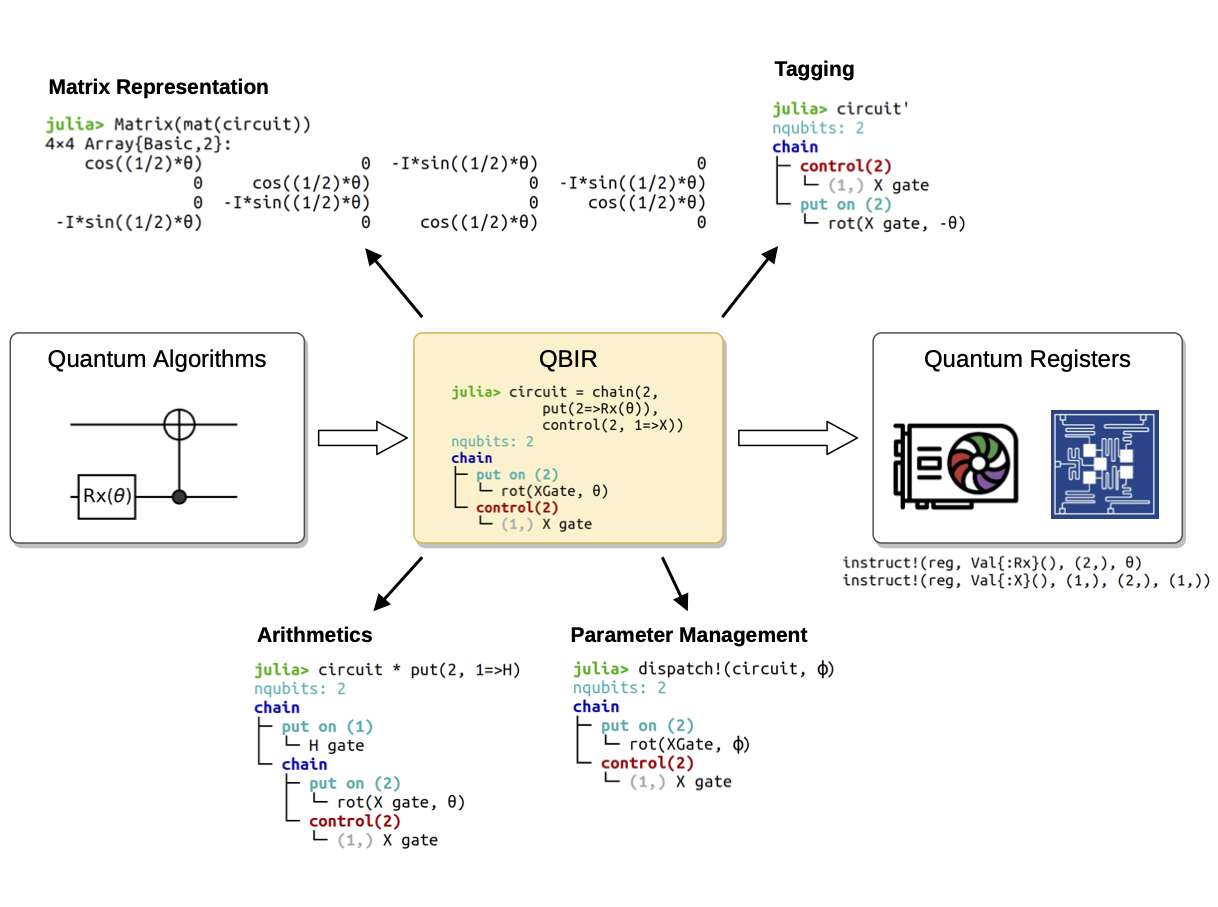 Matrix Representation
julia> Matrix(mat(circuit))
4×4 Array{Basic,2}:
cos((1/2)*θ) 0 -I*sin((1/2)*θ) 0
0 cos((1/2)*θ) 0 -I*sin((1/2)*θ)
0 -I*sin((1/2)*θ) 0 cos((1/2)*θ)
-I*sin((1/2)*θ) 0 cos((1/2)*θ) 0
Tagging
julia> circuit'
nqubits: 2
chain
├─ control(2)
│  └─ (1,) X gate
└─ put on (2)
   └─ rot(X gate, -θ)
Quantum Algorithms
Rx(θ)
QBIR
julia> circuit = chain(2,
put(2=>Rx(θ)),
control(2, 1=>X))
nqubits: 2
chain
├─ put on (2)
│  └─ rot(XGate, θ)
└─ control(2)
   └─ (1,) X gate
Quantum Registers
instruct!(reg, Val{:Rx}(), (2,), θ)
instruct!(reg, Val{:X}(), (1,), (2,), (1,))
Arithmetics
julia> circuit * put(2, 1=>H)
nqubits: 2
chain
├─ put on (1)
│  └─ H gate
└─ chain
   ├─ put on (2)
   │  └─ rot(X gate, θ)
   └─ control(2)
      └─ (1,) X gate
Parameter Management
julia> dispatch!(circuit, ϕ)
nqubits: 2
chain
├─ put on (2)
│  └─ rot(XGate, ϕ)
└─ control(2)
   └─ (1,) X gate